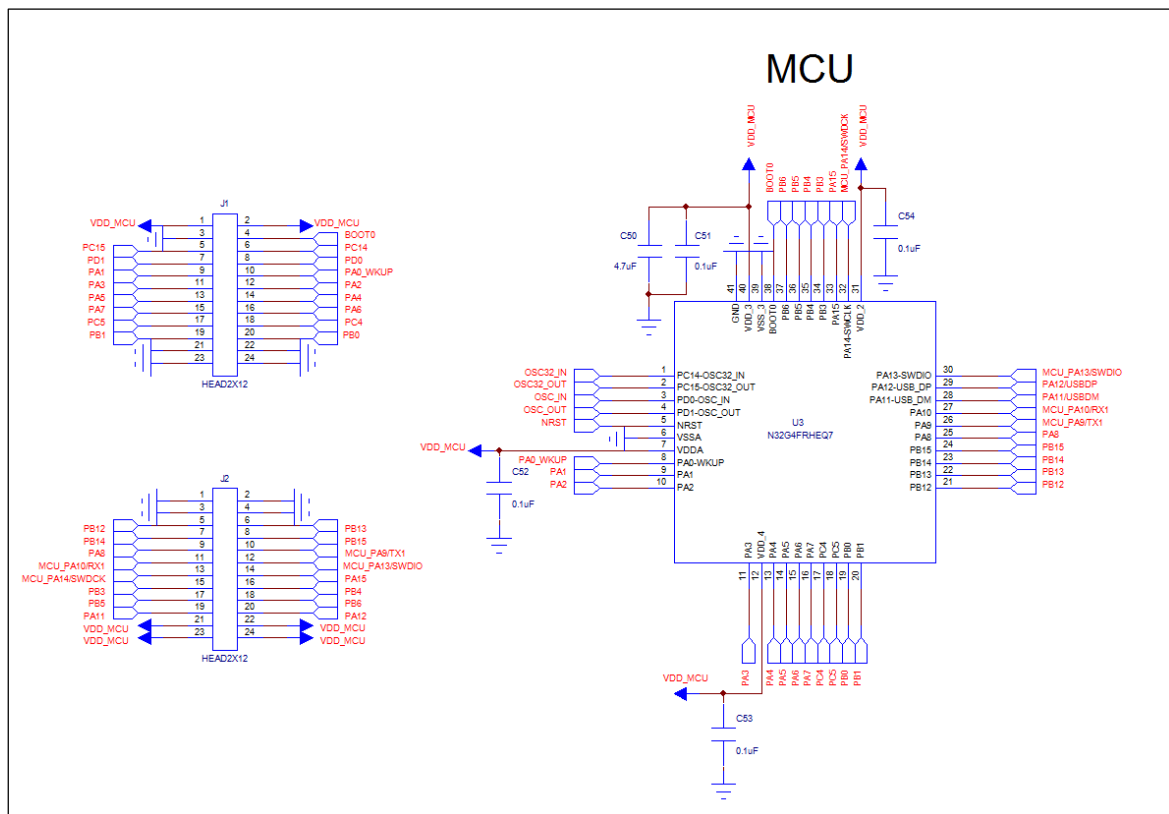 MCU
J1
VDD_MCU 1 2 VDD_MCU
3 4 BOOT0
PC15 5 6 PC14
PD1 7 8 PD0
PA1 9 10 PA0_WKUP
PA3 11 12 PA2
PA5 13 14 PA4
PA7 15 16 PA6
PC5 17 18 PC4
PB1 19 20 PB0
21 22
23 24
HEAD2X12
J2
1 2
3 4
PB12 5 6 PB13
PB14 7 8 PB15
PA8 9 10 MCU_PA9/TX1
MCU_PA10/RX1 11 12 MCU_PA13/SWDIO
MCU_PA14/SWDCK 13 14 PA15
PB3 15 16 PB4
PB5 17 18 PB6
PA11 19 20 PA12
VDD_MCU 21 22 VDD_MCU
VDD_MCU 23 24 VDD_MCU
HEAD2X12
VDD_MCU
BOOT0
PB6
PB5
PB4
PB3
PA15
MCU_PA14/SWDCK
VDD_MCU
C50
4.7uF
C51
0.1uF
C54
0.1uF
41 40 39 38 37 36 35 34 33 32 31
GND
VDD_3
VSS_3
BOOT0
PB6
PB5
PB4
PB3
PA15
PA14-SWCLK
VDD_2
OSC32_IN 1 PC14-OSC32_IN
OSC32_OUT 2 PC15-OSC32_OUT
OSC_IN 3 PD0-OSC_IN
OSC_OUT 4 PD1-OSC_OUT
NRST 5 NRST
6 VSSA
VDD_MCU 7 VDDA
PA0_WKUP 8 PA0-WKUP
PA1 9 PA1
PA2 10 PA2
C52
0.1uF
U3
N32G4FRHEQ7
PA13-SWDIO 30 MCU_PA13/SWDIO
PA12-USB_DP 29 PA12/USBDP
PA11-USB_DM 28 PA11/USBDM
PA10 27 MCU_PA10/RX1
PA9 26 MCU_PA9/TX1
PA8 25 PA8
PB15 24 PB15
PB14 23 PB14
PB13 22 PB13
PB12 21 PB12
PA3
VDD_4
PA4
PA5
PA6
PA7
PC4
PC5
PB0
PB1
11 12 13 14 15 16 17 18 19 20
PA3
PA4
PA5
PA6
PA7
PC4
PC5
PB0
PB1
VDD_MCU
C53
0.1uF